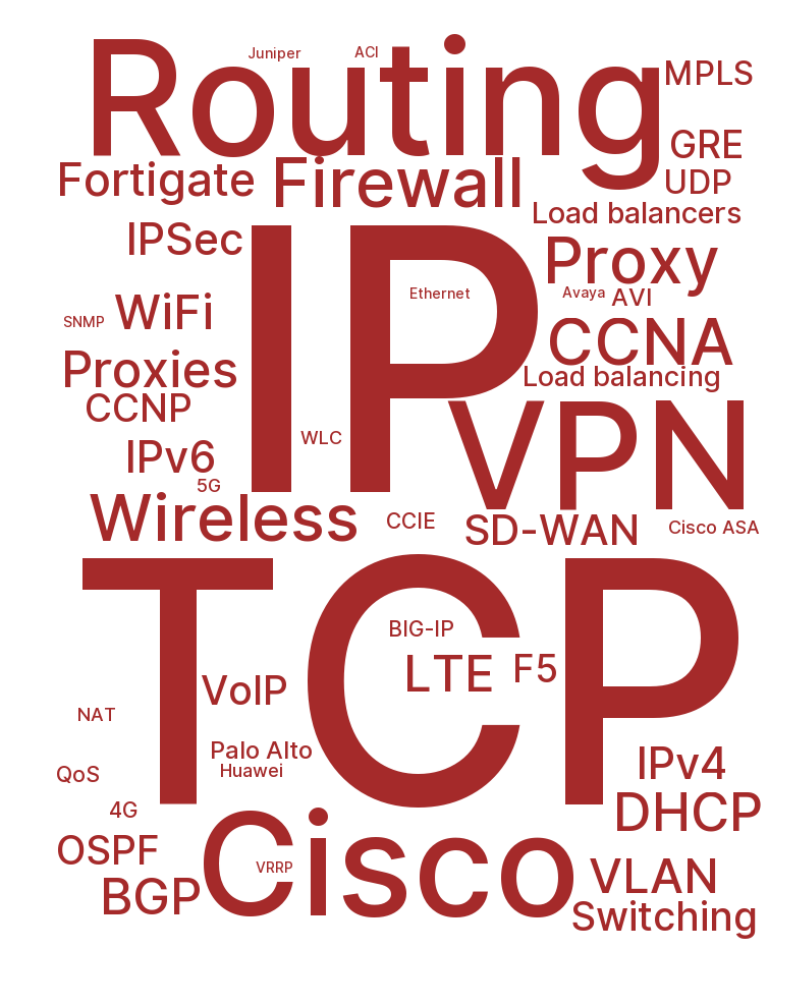 Routing
Juniper
ACI
MPLS
GRE
Fortigate
Firewall
UDP
Load balancers
IPSec
IP
Proxy
Ethernet
Avaya
AVI
SNMP
WiFi
CCNA
Proxies
Load balancing
CCNP
VPN
WLC
IPv6
5G
Wireless
CCIE
SD-WAN
Cisco ASA
TCP
BIG-IP
LTE
F5
VoIP
NAT
Palo Alto
Huawei
IPv4
QoS
4G
DHCP
OSPF
Cisco
VRRP
BGP
VLAN
Switching